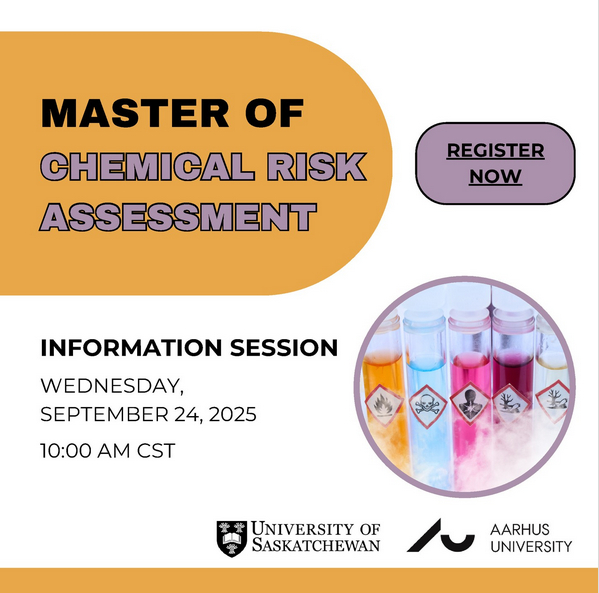 MASTER OF
CHEMICAL RISK
ASSESSMENT
REGISTER
NOW
INFORMATION SESSION
WEDNESDAY,
SEPTEMBER 24, 2025
10:00 AM CST
UNIVERSITY OF
SASKATCHEWAN
AARHUS
UNIVERSITY